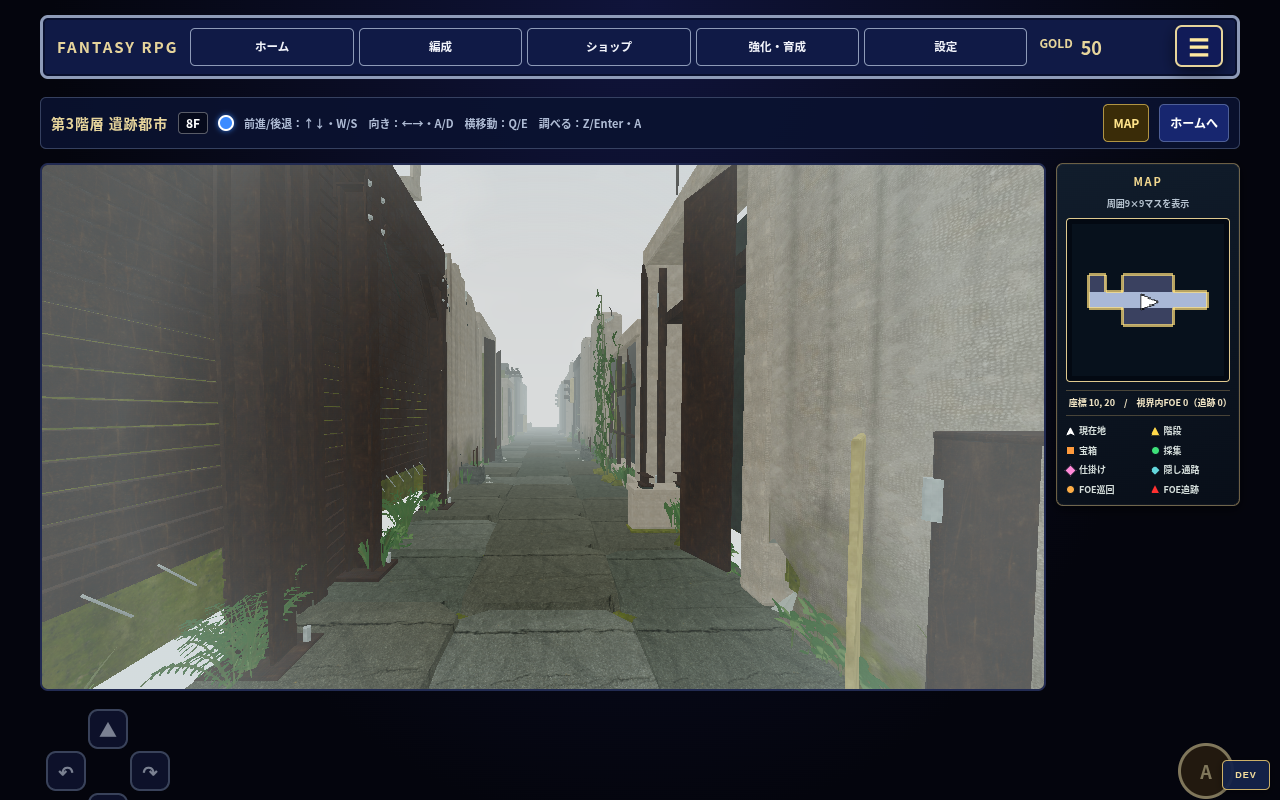 FANTASY RPG
ホーム
編成
ショップ
強化・育成
設定
GOLD 50
第3階層 遺跡都市
8F
前進/後退：↑↓・W/S　向き：←→・A/D　横移動：Q/E　調べる：Z/Enter・A
MAP
ホームへ
MAP
周囲9×9マスを表示
座標 10, 20　/　視界内FOE 0（追跡 0）
現在地
階段
宝箱
採集
仕掛け
隠し通路
FOE巡回
FOE追跡
A
DEV